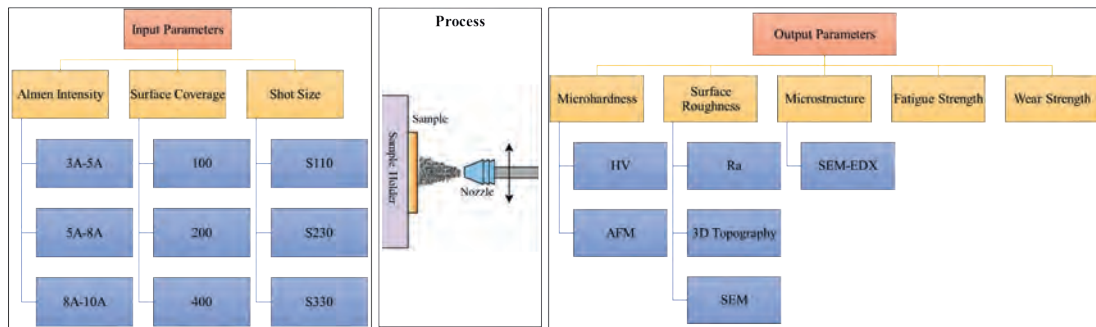 Input Parameters
Almen Intensity
Surface Coverage
Shot Size
3A-5A
100
S110
5A-8A
200
S230
8A-10A
400
S330
Process
Sample
Sample Holder
Nozzle
Output Parameters
Microhardness
Surface
Roughness
Microstructure
Fatigue Strength
Wear Strength
HV
Ra
SEM-EDX
AFM
3D Topography
SEM